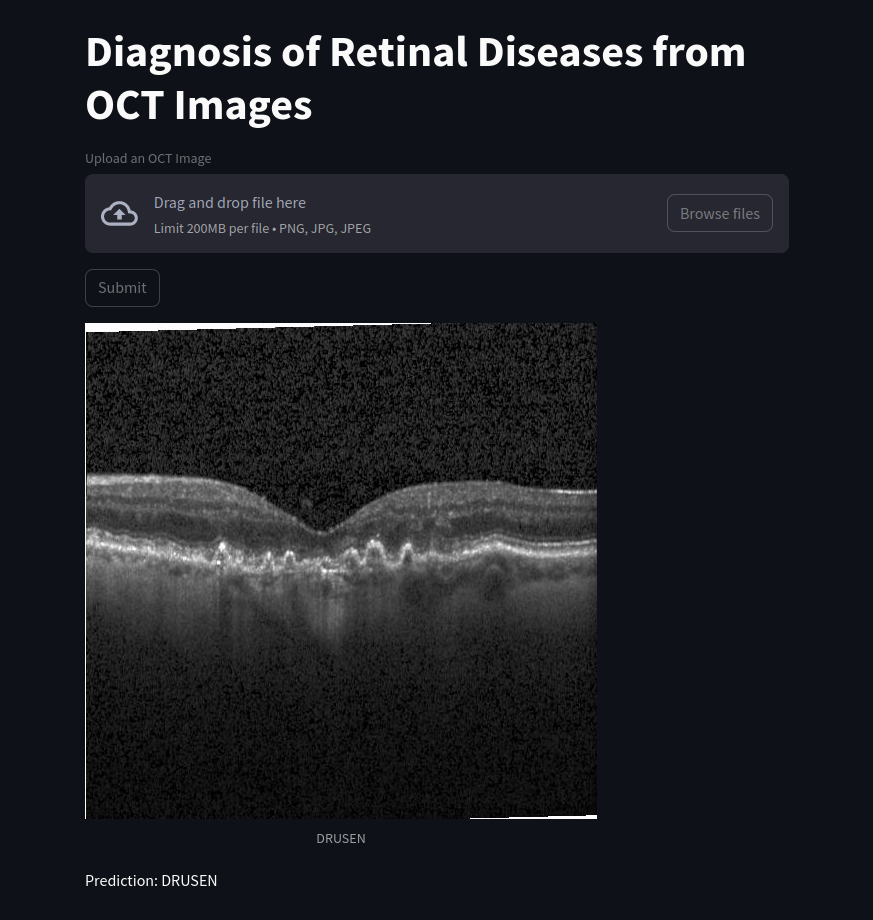 Diagnosis of Retinal Diseases from
OCT Images
Upload an OCT Image
Drag and drop file here
Limit 200MB per file • PNG, JPG, JPEG
Browse files
Submit
DRUSEN
Prediction: DRUSEN